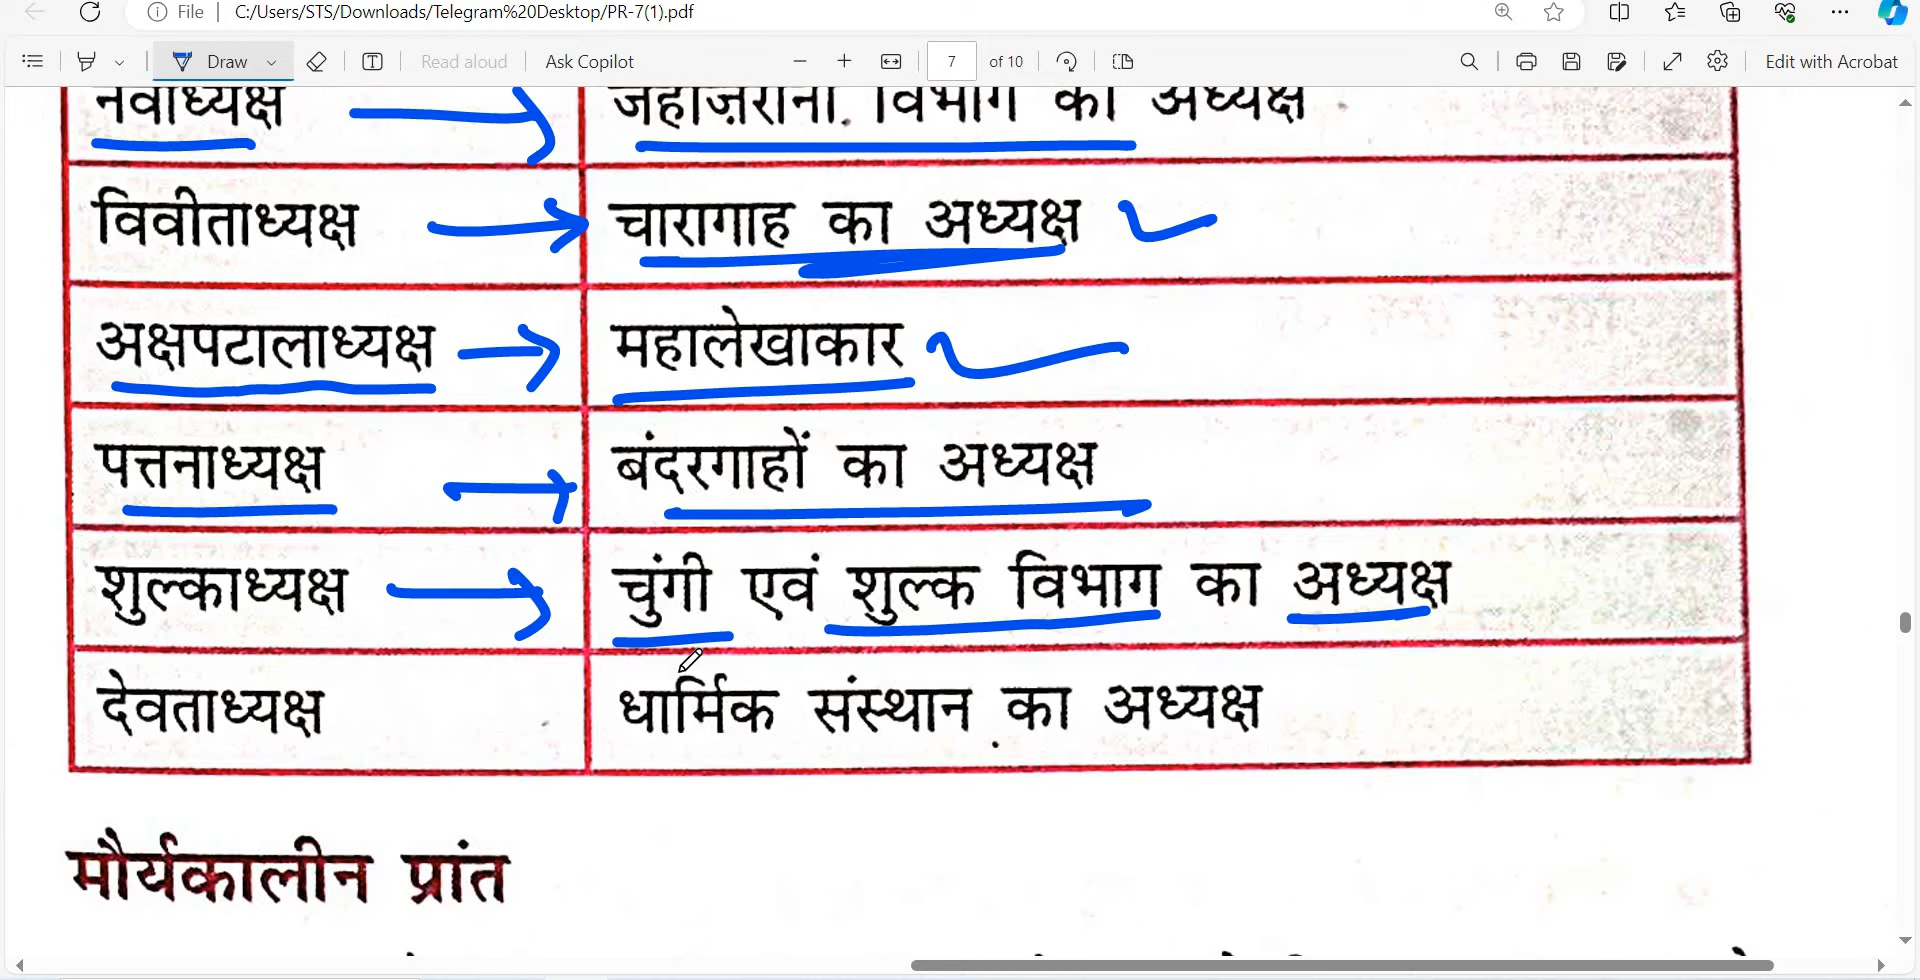 File C:/Users/STS/Downloads/Telegram%20Desktop/PR-7(1).pdf
Draw Read aloud Ask Copilot 7 of 10 Edit with Acrobat
नवाध्यक्ष जहाज़रानी विभाग का अध्यक्ष
विवीताध्यक्ष चारागाह का अध्यक्ष
अक्षपटालाध्यक्ष महालेखाकार
पत्तनाध्यक्ष बंदरगाहों का अध्यक्ष
शुल्काध्यक्ष चुंगी एवं शुल्क विभाग का अध्यक्ष
देवताध्यक्ष धार्मिक संस्थान का अध्यक्ष
मौर्यकालीन प्रांत